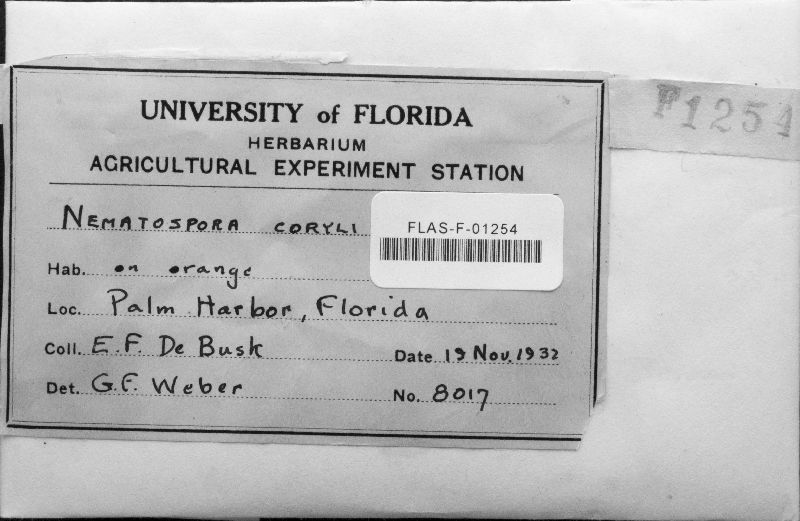 UNIVERSITY of FLORIDA
HERBARIUM
AGRICULTURAL EXPERIMENT STATION
F1254
NEMATOSPORA CORYLI
FLAS-F-01254
Hab. on orange
Loc. Palm Harbor, Florida
Coll. E.F. De Busk Date 19 Nov. 1932
Det. G.F. Weber No. 8017